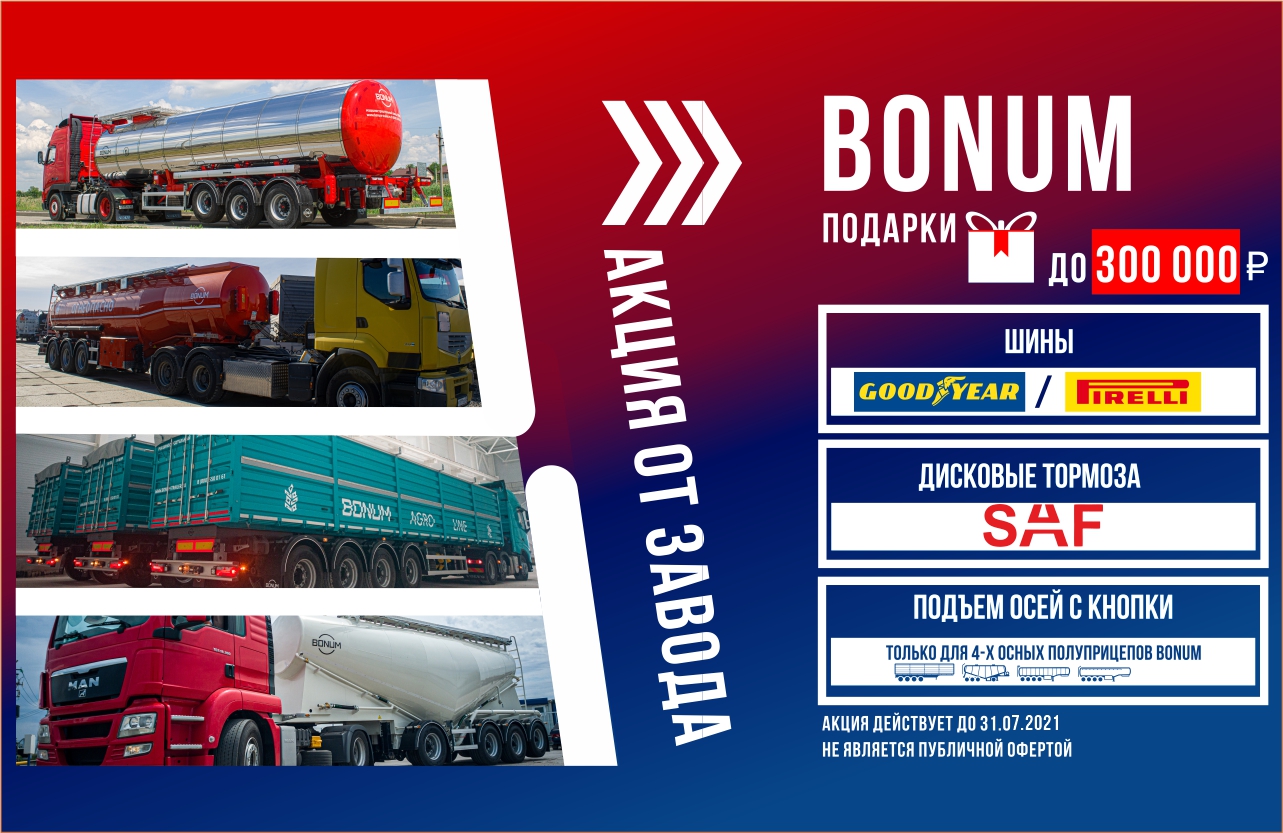 BONUM
BONUM
BONUM
BONUM
AGRO
LINE
MAN
BONUM
АКЦИЯ ОТ ЗАВОДА
BONUM
ПОДАРКИ
ДО 300 000 ₽
ШИНЫ
GOODYEAR / PIRELLI
ДИСКОВЫЕ ТОРМОЗА
SAF
ПОДЪЕМ ОСЕЙ С КНОПКИ
ТОЛЬКО ДЛЯ 4-Х ОСНЫХ ПОЛУПРИЦЕПОВ BONUM
АКЦИЯ ДЕЙСТВУЕТ ДО 31.07.2021
НЕ ЯВЛЯЕТСЯ ПУБЛИЧНОЙ ОФЕРТОЙ